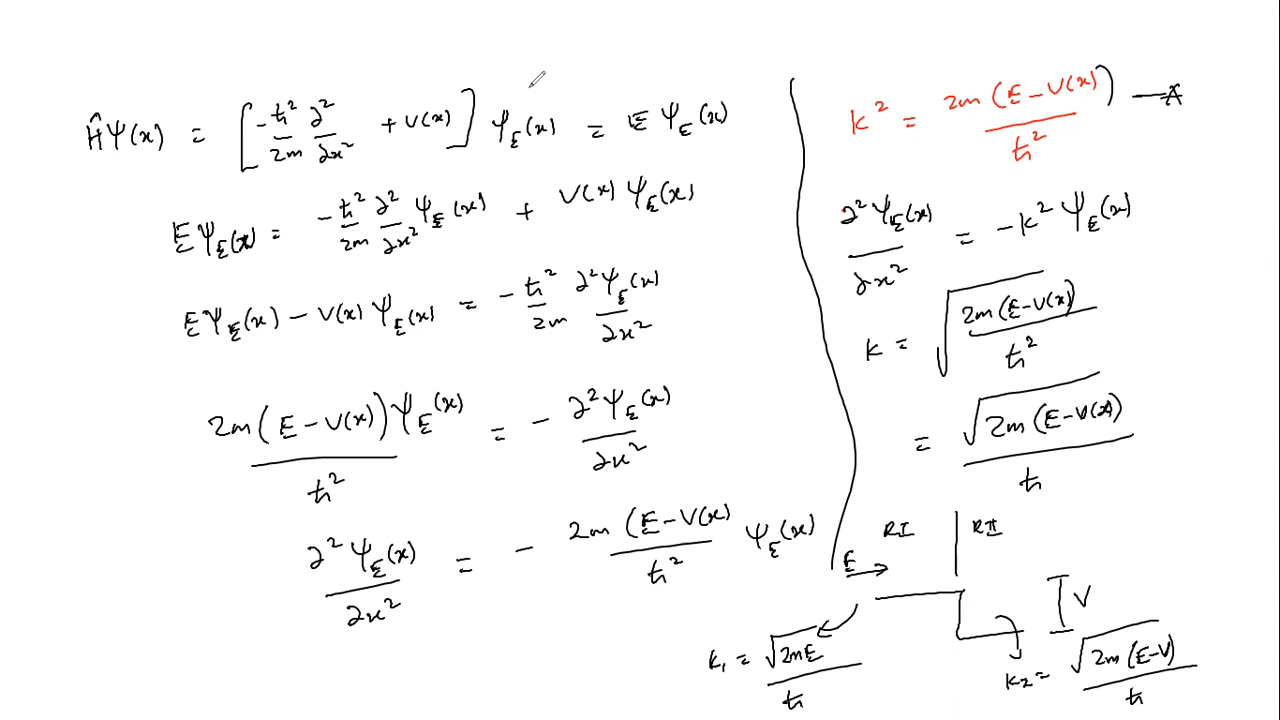 ĤΨ(x) = [-ħ²/2m ∂²/∂x² + V(x)] Ψ_E(x) = E Ψ_E(x)
EΨ_E(x) = -ħ²/2m ∂²/∂x² Ψ_E(x) + V(x) Ψ_E(x)
EΨ_E(x) - V(x) Ψ_E(x) = -ħ²/2m ∂²Ψ_E(x)/∂x²
2m(E - V(x))Ψ_E(x)/ħ² = - ∂²Ψ_E(x)/∂x²
∂²Ψ_E(x)/∂x² = - 2m(E-V(x)/ħ² Ψ_E(x)
k² = 2m(E-V(x))/ħ² — A
∂²Ψ_E(x)/∂x² = -k² Ψ_E(x)
k = √(2m(E-V(x))/ħ²)
= √(2m(E-V(x))/ħ
RI RII
E
V
k₁ = √(2mE)/ħ
k₂ = √(2m(E-V))/ħ